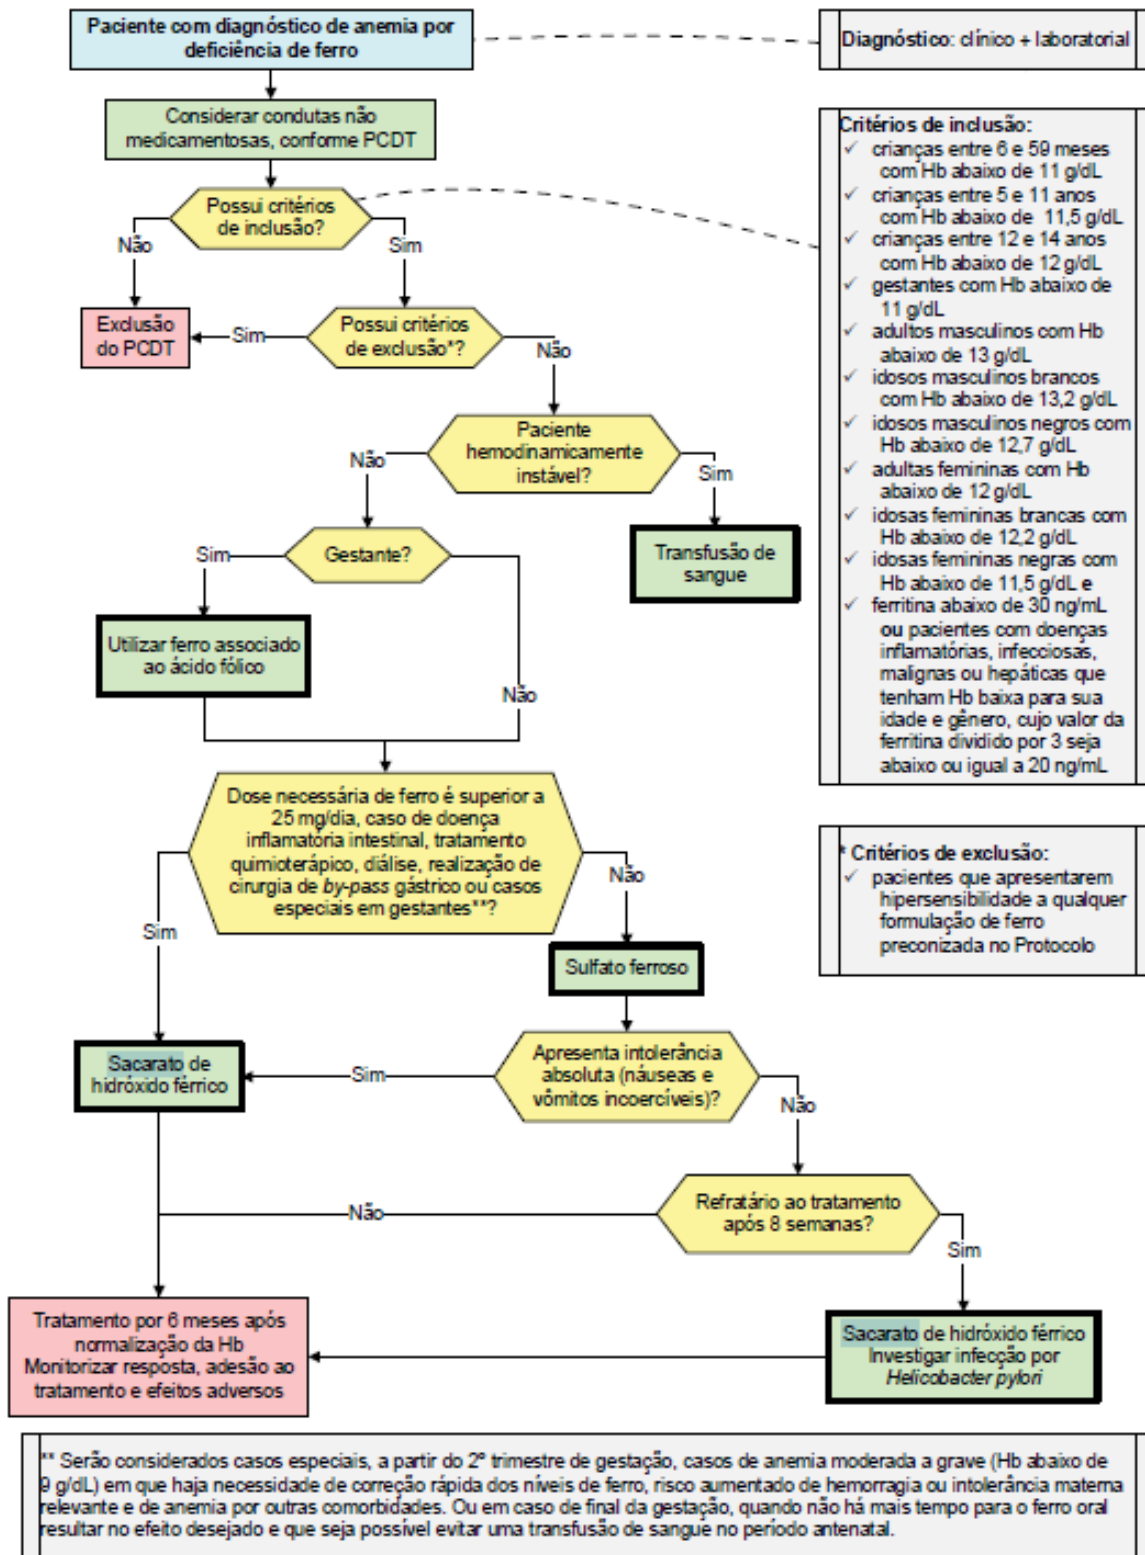 Paciente com diagnóstico de anemia por
deficiência de ferro
Diagnóstico: clínico + laboratorial
Considerar condutas não
medicamentosas, conforme PCDT
Critérios de inclusão:
✓ crianças entre 6 e 59 meses
com Hb abaixo de 11 g/dL
✓ crianças entre 5 e 11 anos
com Hb abaixo de 11,5 g/dL
✓ crianças entre 12 e 14 anos
com Hb abaixo de 12 g/dL
✓ gestantes com Hb abaixo de
11 g/dL
✓ adultos masculinos com Hb
abaixo de 13 g/dL
✓ idosos masculinos brancos
com Hb abaixo de 13,2 g/dL
✓ idosos masculinos negros com
Hb abaixo de 12,7 g/dL
✓ adultas femininas com Hb
abaixo de 12 g/dL
✓ idosas femininas brancas com
Hb abaixo de 12,2 g/dL
✓ idosas femininas negras com
Hb abaixo de 11,5 g/dL e
✓ ferritina abaixo de 30 ng/mL
ou pacientes com doenças
inflamatórias, infecciosas,
malignas ou hepáticas que
tenham Hb baixa para sua
idade e gênero, cujo valor da
ferritina dividido por 3 seja
abaixo ou igual a 20 ng/mL
Possui critérios
de inclusão?
Não
Sim
Exclusão
do PCDT
Sim
Possui critérios
de exclusão*?
Não
Paciente
hemodinamicamente
instável?
Não
Sim
Transfusão de
sangue
Gestante?
Sim
Não
Utilizar ferro associado
ao ácido fólico
Dose necessária de ferro é superior a
25 mg/dia, caso de doença
inflamatória intestinal, tratamento
quimioterápico, diálise, realização de
cirurgia de by-pass gástrico ou casos
especiais em gestantes**?
Sim
Não
* Critérios de exclusão:
✓ pacientes que apresentarem
hipersensibilidade a qualquer
formulação de ferro
preconizada no Protocolo
Sulfato ferroso
Sacarato de
hidróxido férrico
Sim
Apresenta intolerância
absoluta (náuseas e
vômitos incoercíveis)?
Não
Refratário ao tratamento
após 8 semanas?
Não
Sim
Tratamento por 6 meses após
normalização da Hb
Monitorizar resposta, adesão ao
tratamento e efeitos adversos
Sacarato de hidróxido férrico
Investigar infecção por
Helicobacter pylori
** Serão considerados casos especiais, a partir do 2º trimestre de gestação, casos de anemia moderada a grave (Hb abaixo de
9 g/dL) em que haja necessidade de correção rápida dos níveis de ferro, risco aumentado de hemorragia ou intolerância materna
relevante e de anemia por outras comorbidades. Ou em caso de final da gestação, quando não há mais tempo para o ferro oral
resultar no efeito desejado e que seja possível evitar uma transfusão de sangue no período antenatal.